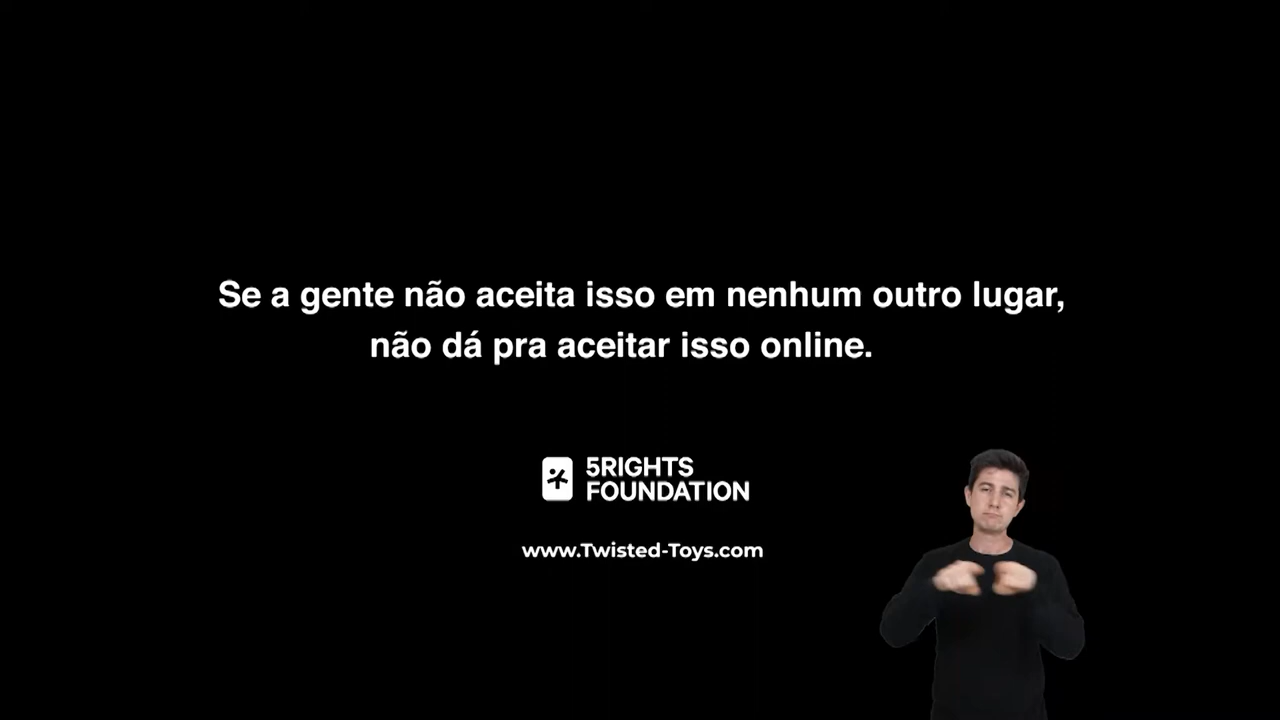 Se a gente não aceita isso em nenhum outro lugar,
não dá pra aceitar isso online.
5RIGHTS
FOUNDATION
www.Twisted-Toys.com